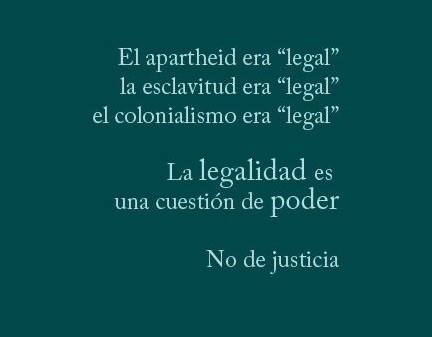 El apartheid era “legal”
la esclavitud era “legal”
el colonialismo era “legal”
La legalidad es
una cuestión de poder
No de justicia